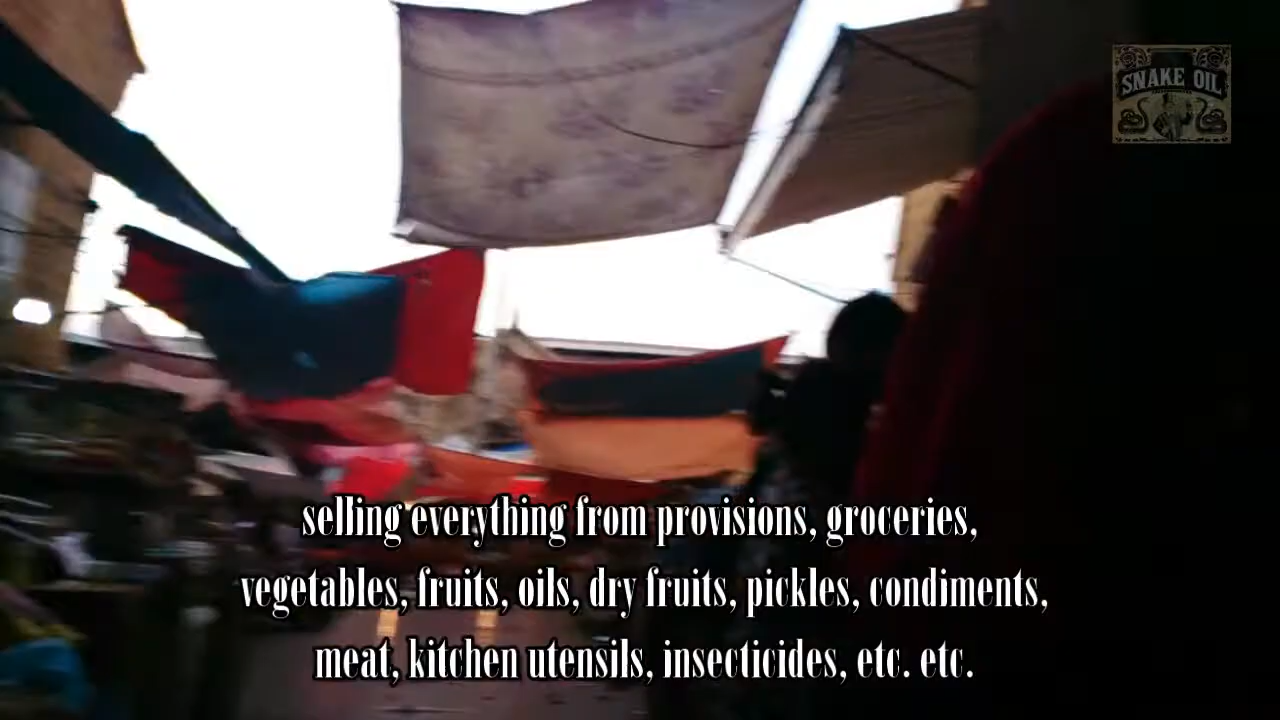 SNAKE OIL
selling everything from provisions, groceries,
vegetables, fruits, oils, dry fruits, pickles, condiments,
meat, kitchen utensils, insecticides, etc. etc.